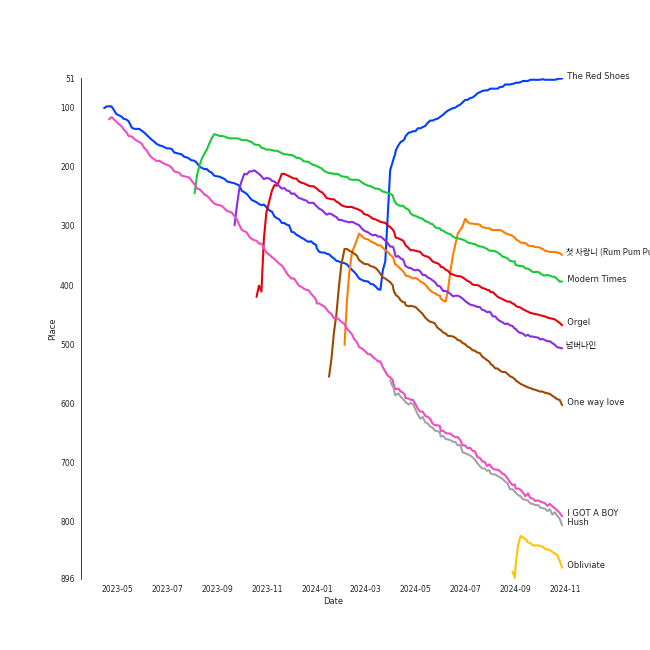 51
The Red Shoes
100
200
300
첫 사랑니 (Rum Pum Pu
Modern Times
400
Orgel
넘버나인
500
Place
600
One way love
700
I GOT A BOY
800
Hush
Obliviate
896
2023-05 2023-07 2023-09 2023-11 2024-01 2024-03 2024-05 2024-07 2024-09 2024-11
Date